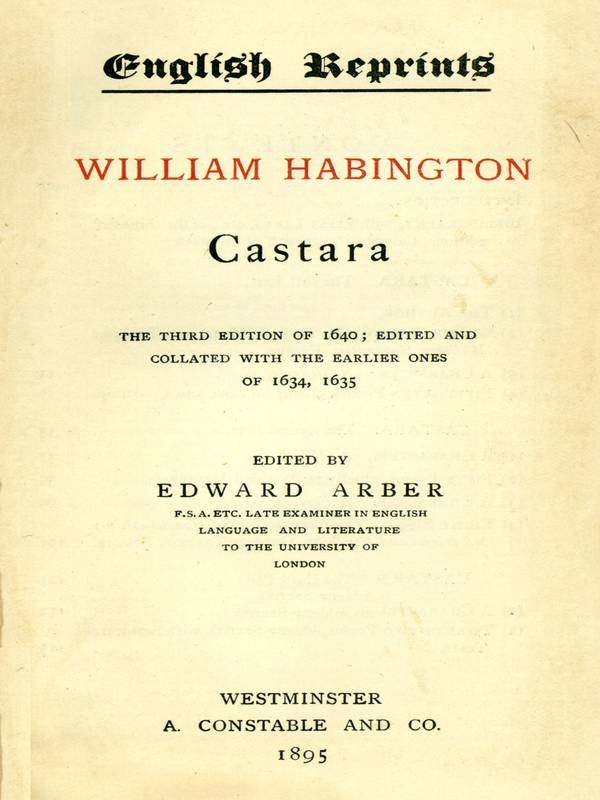 English Reprints
WILLIAM HABINGTON
Castara
THE THIRD EDITION OF 1640; EDITED AND
COLLATED WITH THE EARLIER ONES
OF 1634, 1635
EDITED BY
EDWARD ARBER
F.S.A. ETC. LATE EXAMINER IN ENGLISH
LANGUAGE AND LITERATURE
TO THE UNIVERSITY OF
LONDON
WESTMINSTER
A. CONSTABLE AND CO.
1895